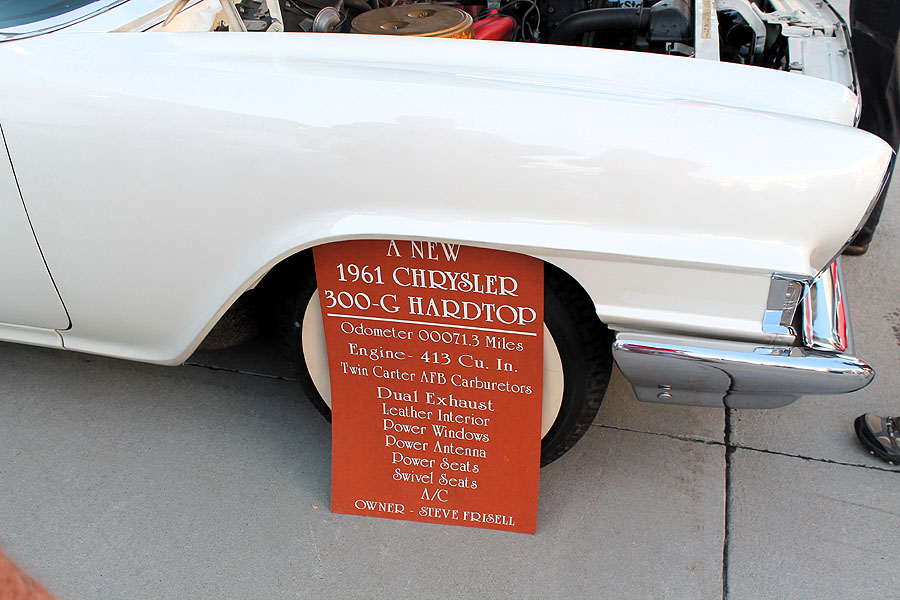 A NEW
1961 CHRYSLER
300-G HARDTOP
Odometer 00071.3 Miles
Engine- 413 Cu. In.
Twin Carter AFB Carburetors
Dual Exhaust
Leather Interior
Power Windows
Power Antenna
Power Seats
Swivel Seats
A/C
OWNER - STEVE FRISELL